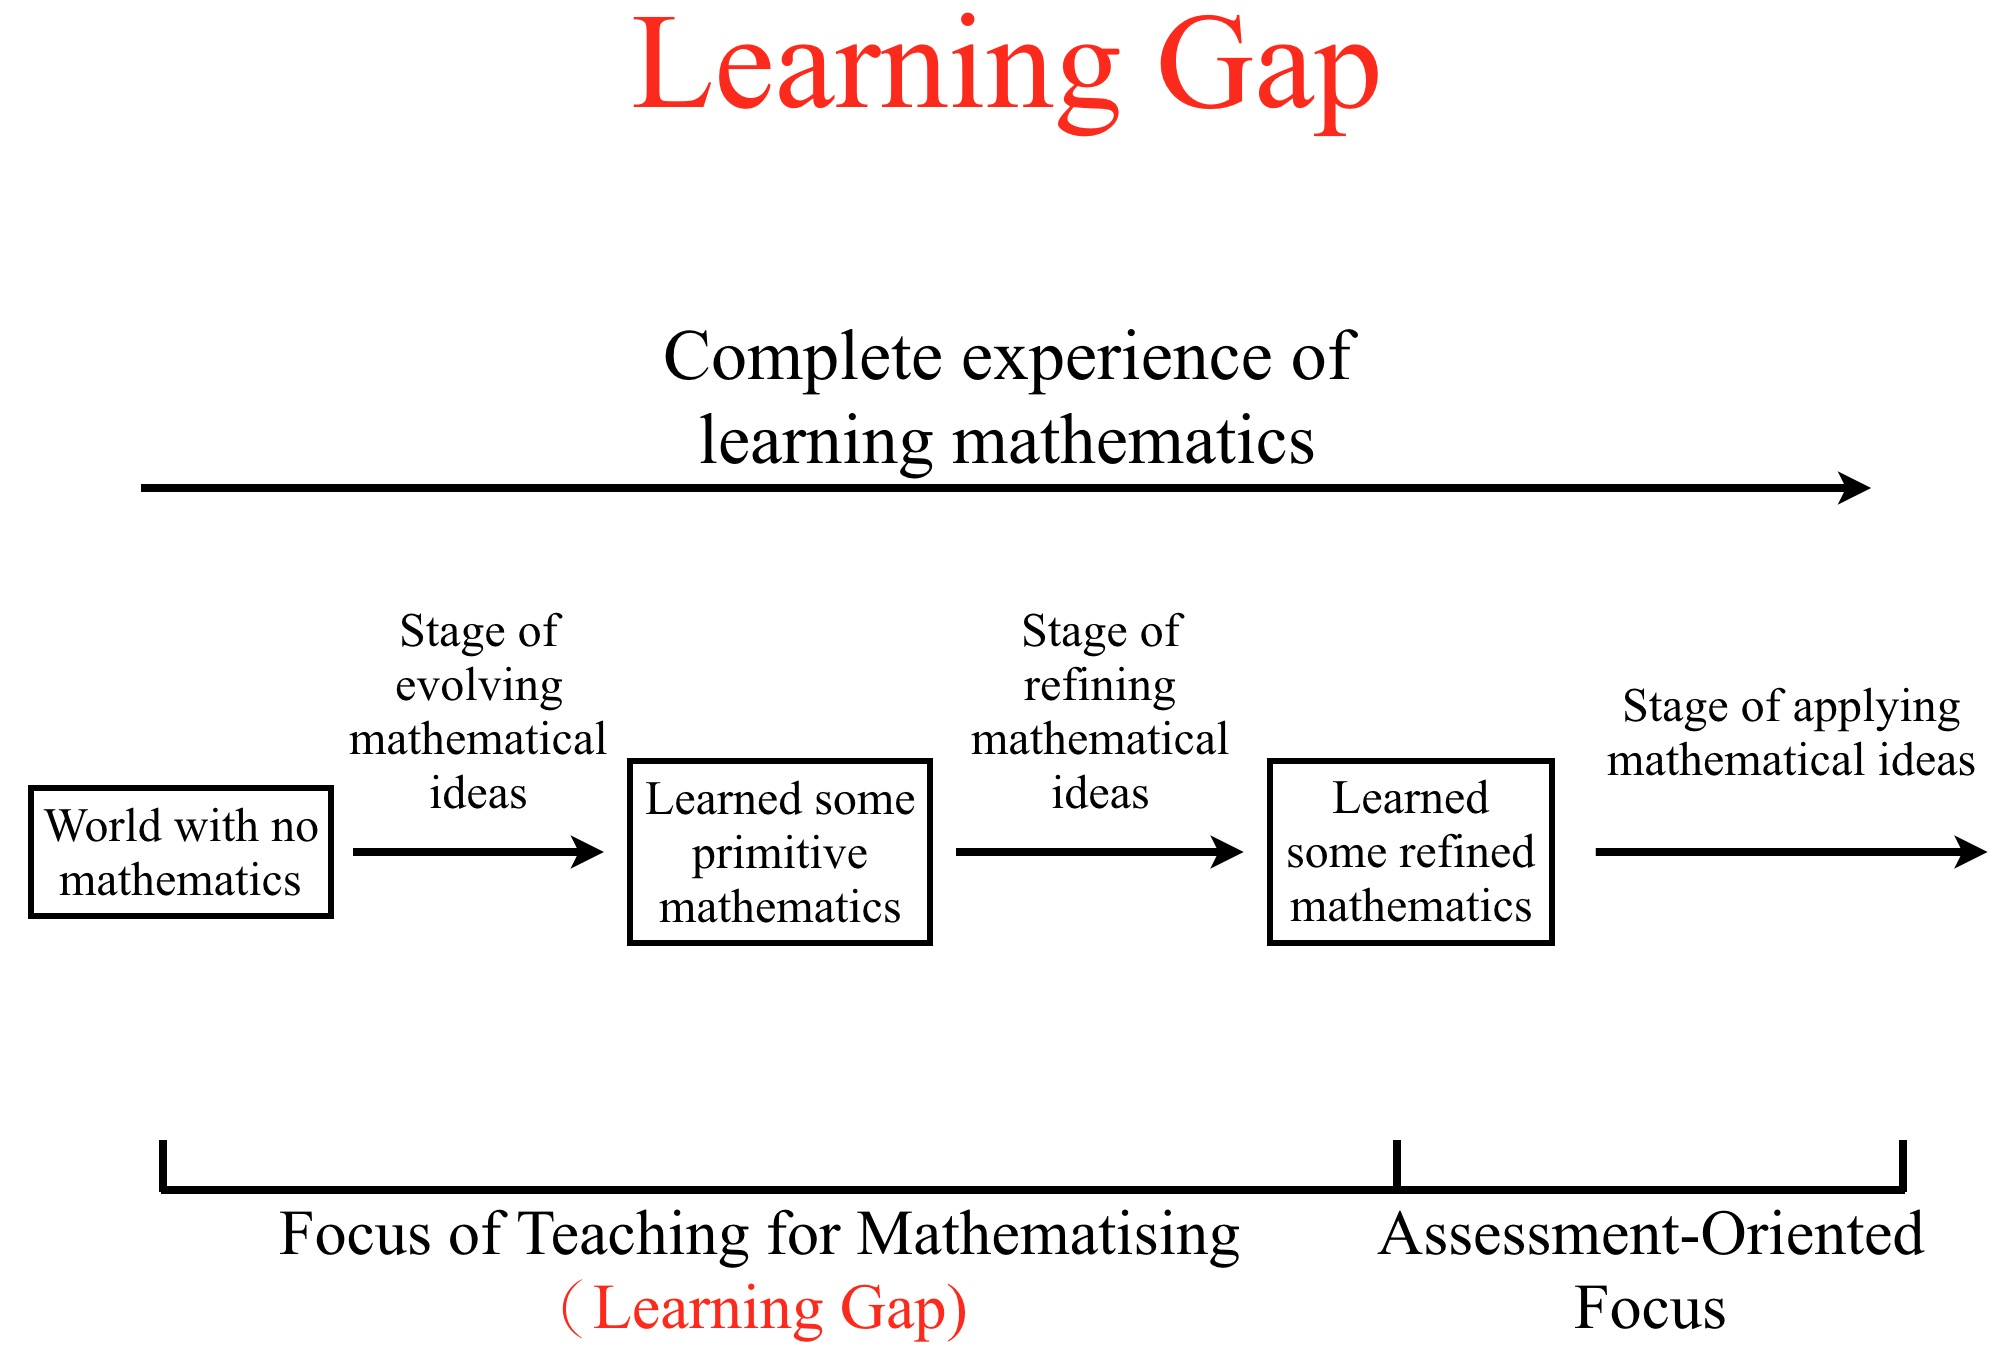 Learning Gap
Complete experience of
learning mathematics
Stage of
evolving
mathematical
ideas
Stage of
refining
mathematical
ideas
Stage of applying
mathematical ideas
World with no
mathematics
Learned some
primitive
mathematics
Learned
some refined
mathematics
Focus of Teaching for Mathematising
（Learning Gap)
Assessment-Oriented
Focus